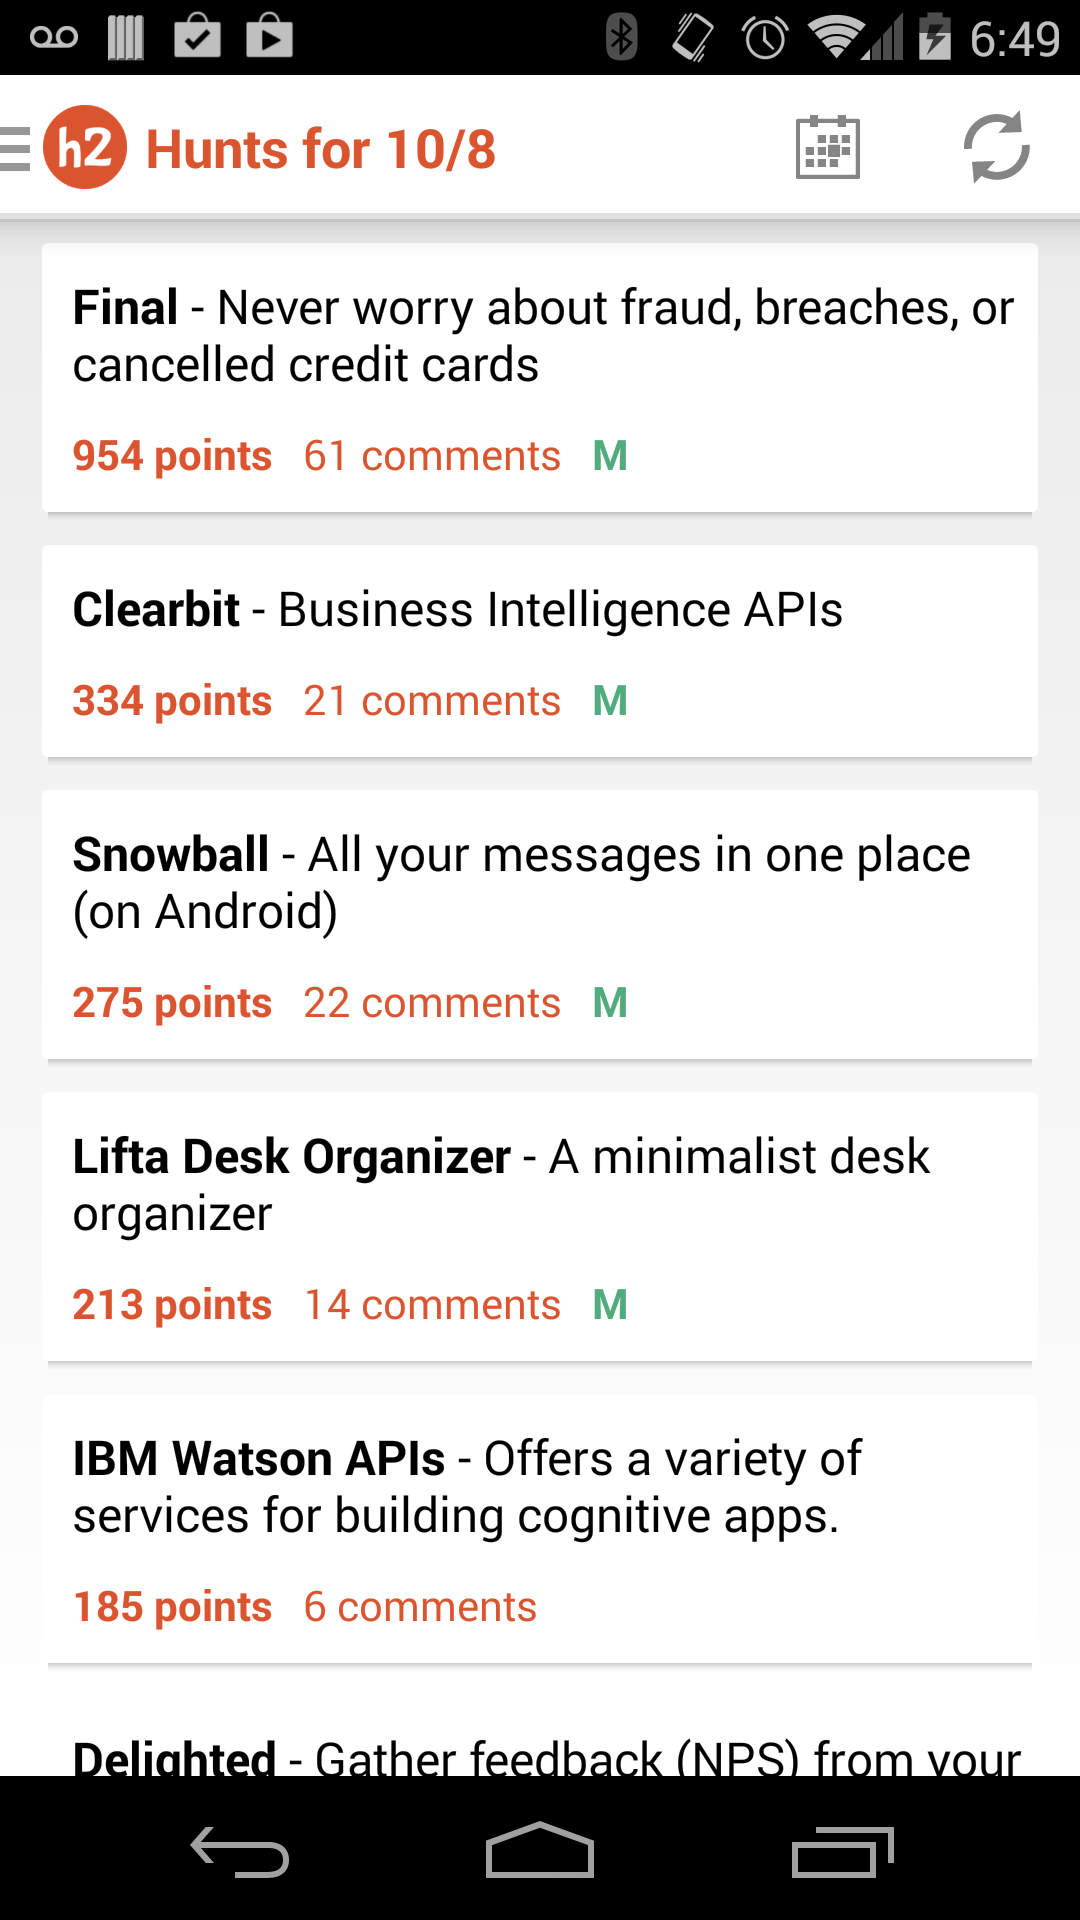 6:49
h2 Hunts for 10/8
Final - Never worry about fraud, breaches, or
cancelled credit cards
954 points 61 comments M
Clearbit - Business Intelligence APIs
334 points 21 comments M
Snowball - All your messages in one place
(on Android)
275 points 22 comments M
Lifta Desk Organizer - A minimalist desk
organizer
213 points 14 comments M
IBM Watson APIs - Offers a variety of
services for building cognitive apps.
185 points 6 comments
Delighted - Gather feedback (NPS) from your